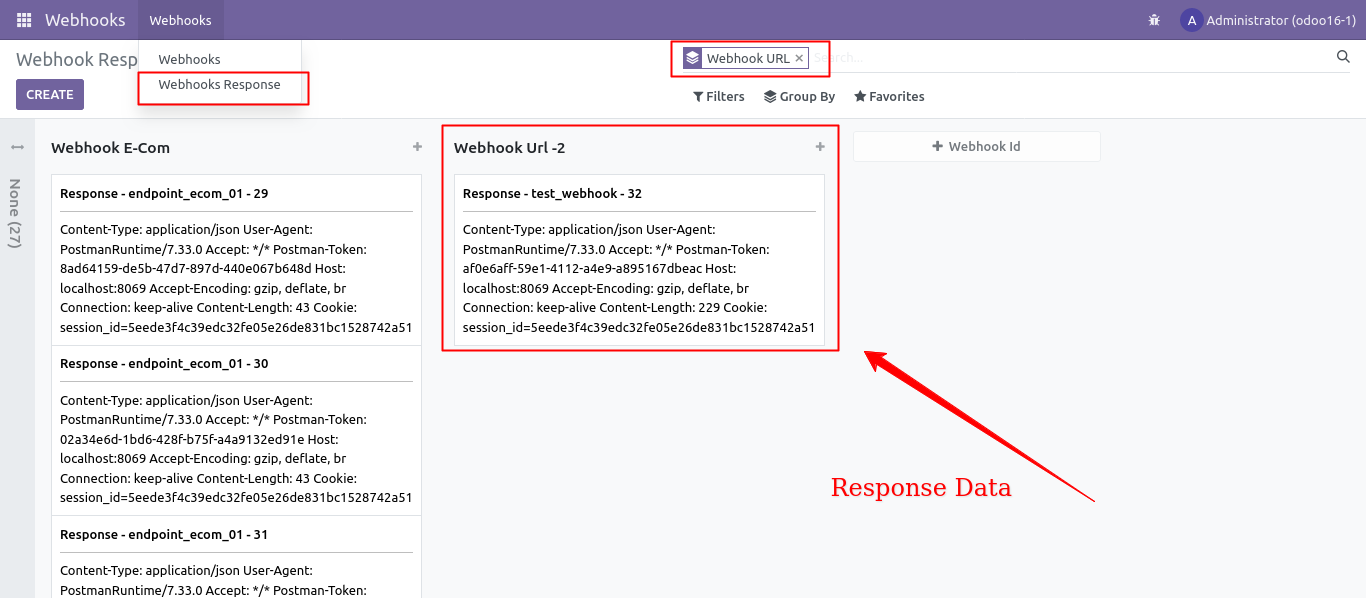 Webhooks
Webhooks
A Administrator (odoo16-1)
Webhook Resp
Webhooks
Webhooks Response
Webhook URL ×
Search...
CREATE
Filters
Group By
Favorites
None (27)
Webhook E-Com
Response - endpoint_ecom_01 - 29
Content-Type: application/json User-Agent:
PostmanRuntime/7.33.0 Accept: */* Postman-Token:
8ad64159-de5b-47d7-897d-440e067b648d Host:
localhost:8069 Accept-Encoding: gzip, deflate, br
Connection: keep-alive Content-Length: 43 Cookie:
session_id=5eede3f4c39edc32fe05e26de831bc1528742a51
Response - endpoint_ecom_01 - 30
Content-Type: application/json User-Agent:
PostmanRuntime/7.33.0 Accept: */* Postman-Token:
02a34e6d-1bd6-428f-b75f-a4a9132ed91e Host:
localhost:8069 Accept-Encoding: gzip, deflate, br
Connection: keep-alive Content-Length: 43 Cookie:
session_id=5eede3f4c39edc32fe05e26de831bc1528742a51
Response - endpoint_ecom_01 - 31
Content-Type: application/json User-Agent:
PostmanRuntime/7.33.0 Accept: */* Postman-Token:
Webhook Url -2
Response - test_webhook - 32
Content-Type: application/json User-Agent:
PostmanRuntime/7.33.0 Accept: */* Postman-Token:
af0e6aff-59e1-4112-a4e9-a895167dbeac Host:
localhost:8069 Accept-Encoding: gzip, deflate, br
Connection: keep-alive Content-Length: 229 Cookie:
session_id=5eede3f4c39edc32fe05e26de831bc1528742a51
+ Webhook Id
Response Data